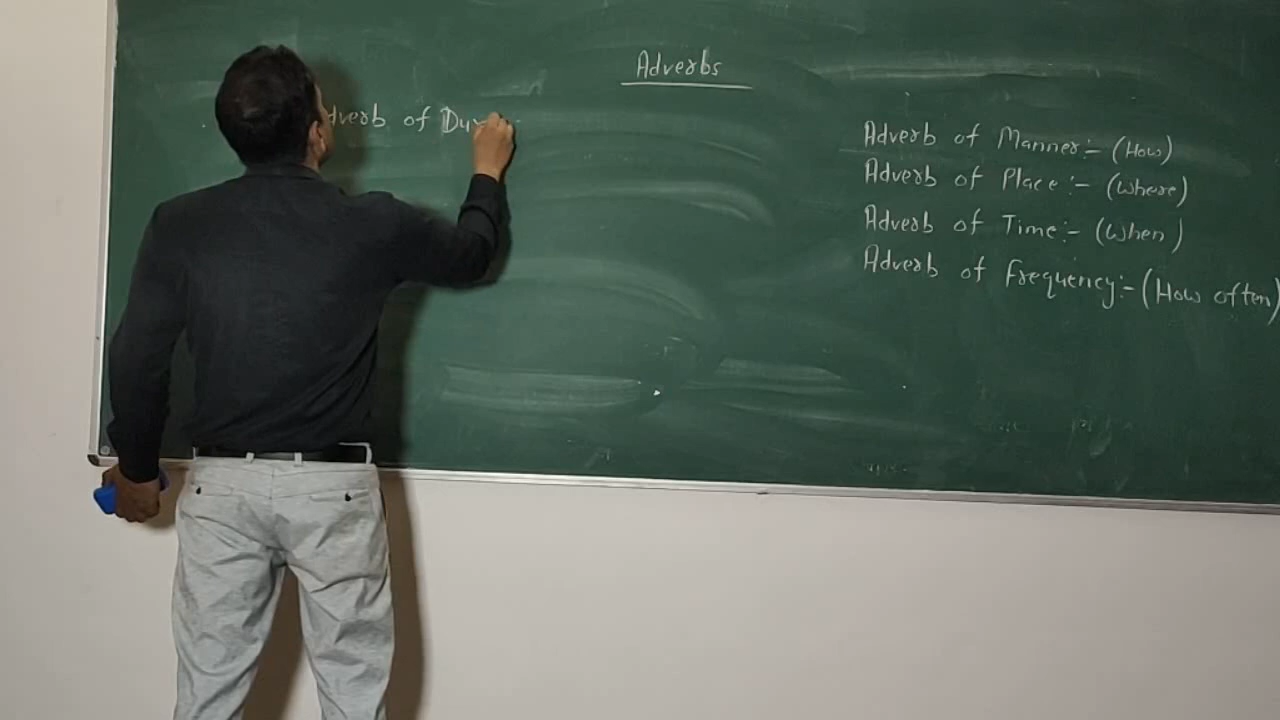 Adverbs
dverb of Du
Adverb of Manner:- (How)
Adverb of Place:- (Where)
Adverb of Time:- (When)
Adverb of Frequency:- (How often)